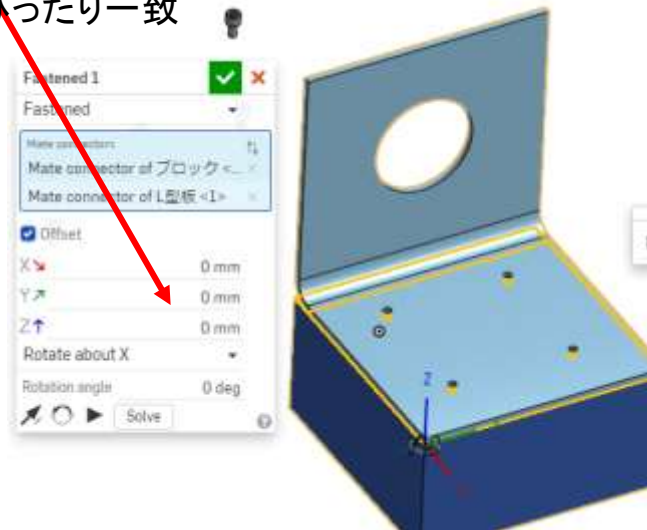 ったり一致
Fastened 1
Fastened
Mate connectors
Mate connector of ブロック <...
Mate connector of L型板 <1>
Offset
X 0 mm
Y 0 mm
Z 0 mm
Rotate about X
Rotation angle 0 deg
Solve
Z